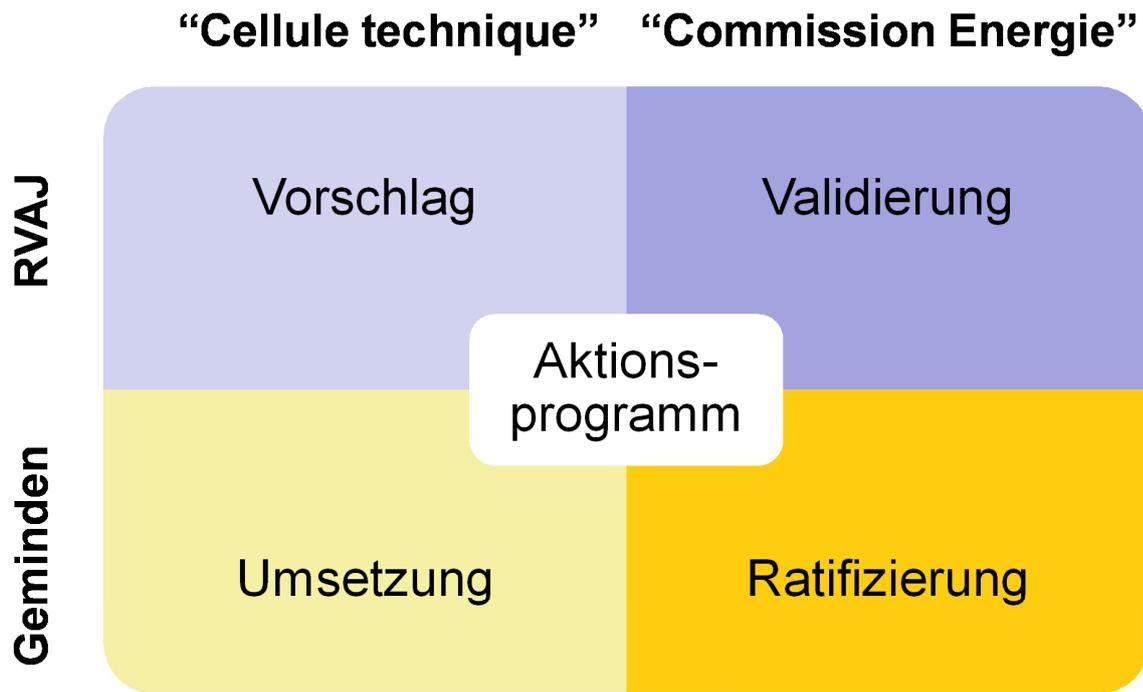 “Cellule technique” “Commission Energie”
RVAJ
Vorschlag Validierung
Aktions-
programm
Geminden
Umsetzung Ratifizierung